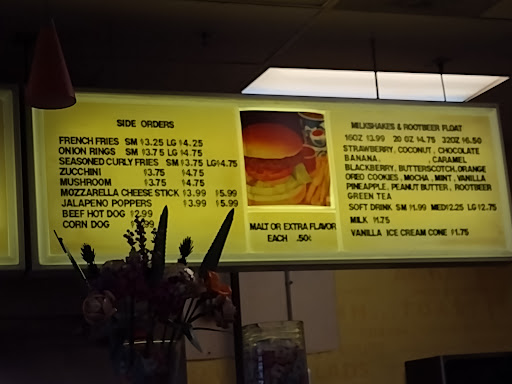 SIDE ORDERS
FRENCH FRIES SM $3.25 LG $4.25
ONION RINGS SM $3.75 LG $4.75
SEASONED CURLY FRIES SM $3.75 LG $4.75
ZUCCHINI $3.75 $4.75
MUSHROOM $3.75 $4.75
MOZZARELLA CHEESE STICK $3.99 $5.99
JALAPENO POPPERS $3.99 $5.99
BEEF HOT DOG $2.99
CORN DOG $2.99
MALT OR EXTRA FLAVOR
EACH .50¢
MILKSHAKES & ROOTBEER FLOAT
16OZ $3.99 20 OZ $4.75 32OZ $6.50
STRAWBERRY, COCONUT, CHOCOLATE
BANANA, , CARAMEL
BLACKBERRY, BUTTERSCOTCH, ORANGE
OREO COOKIES, MOCHA, MINT, VANILLA
PINEAPPLE, PEANUT BUTTER, ROOTBEER
GREEN TEA
SOFT DRINK SM $1.99 MED $2.25 LG $2.75
MILK $1.75
VANILLA ICE CREAM CONE $1.75